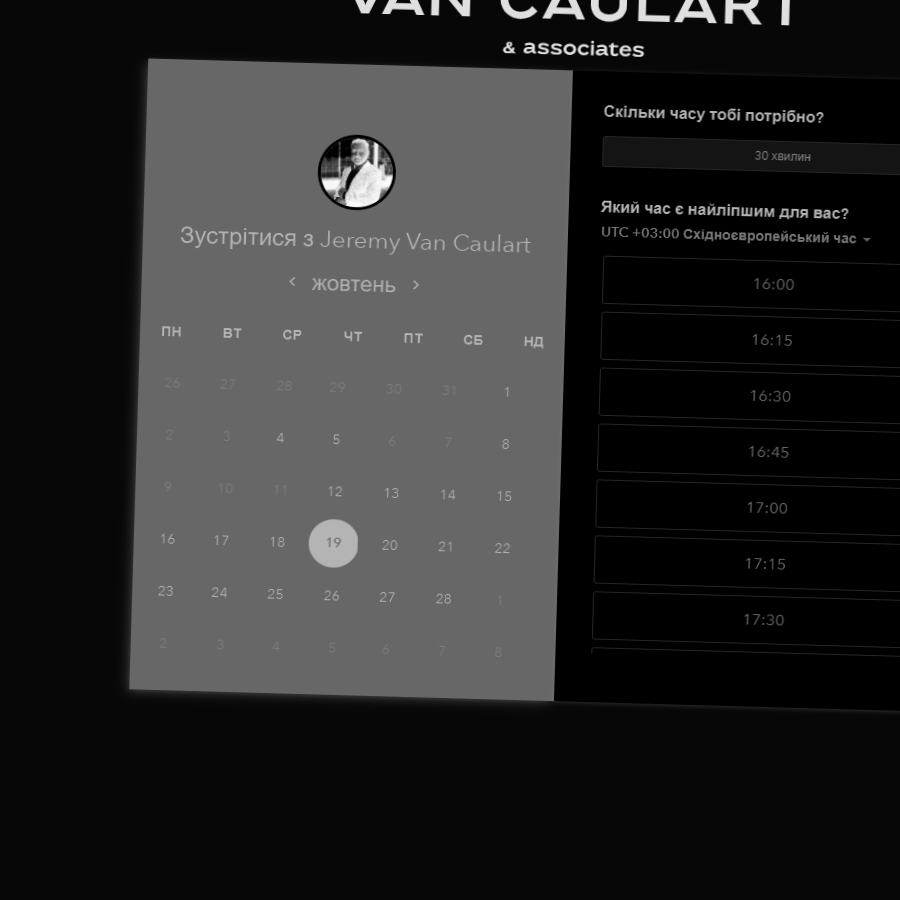 VAN CAULART
& associates
Зустрітися з Jeremy Van Caulart
жовтень
ПН ВТ СР ЧТ ПТ СБ НД
26 27 28 29 30 31 1
2 3 4 5 6 7 8
9 10 11 12 13 14 15
16 17 18 19 20 21 22
23 24 25 26 27 28 1
2 3 4 5 6 7 8
Скільки часу тобі потрібно?
30 хвилин
Який час є найліпшим для вас?
UTC +03:00 Східноєвропейський час
16:00
16:15
16:30
16:45
17:00
17:15
17:30